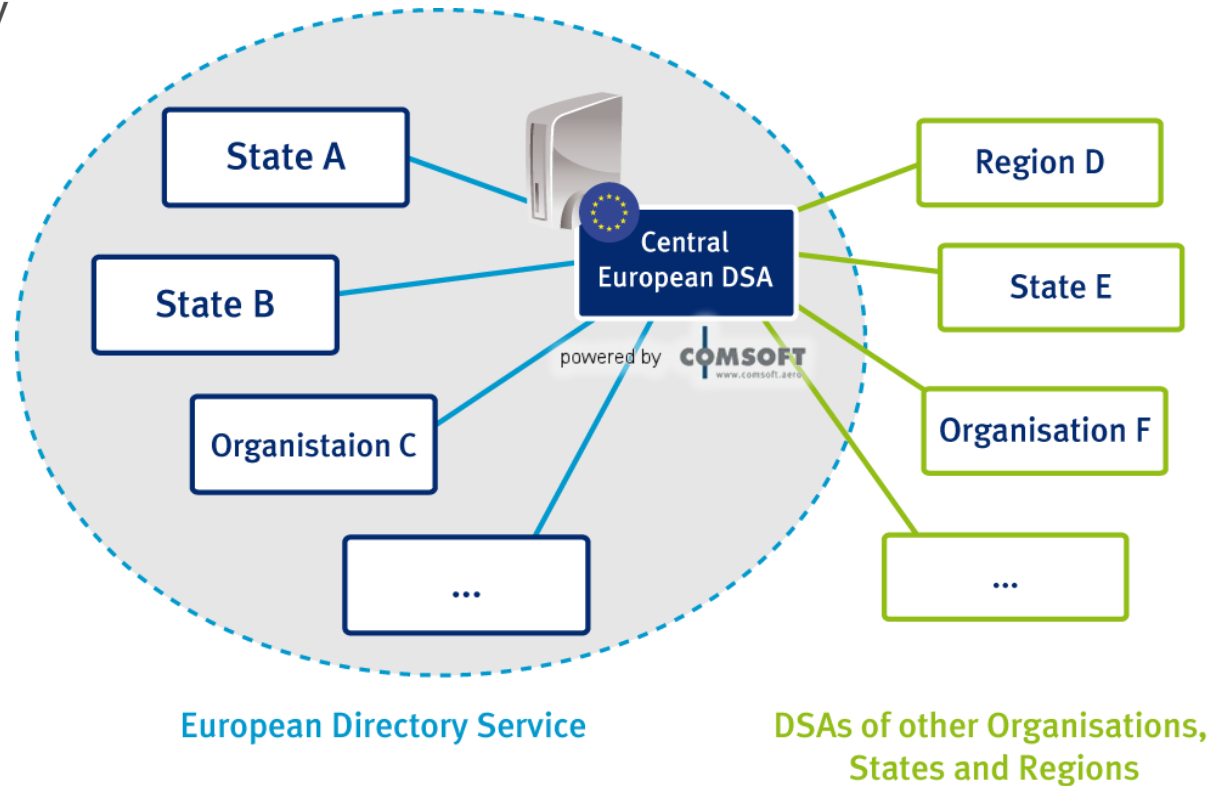 State A
Region D
Central
European DSA
State B
State E
powered by COMSOFT
www.comsoft.aero
Organistaion C
Organisation F
...
...
European Directory Service
DSAs of other Organisations,
States and Regions